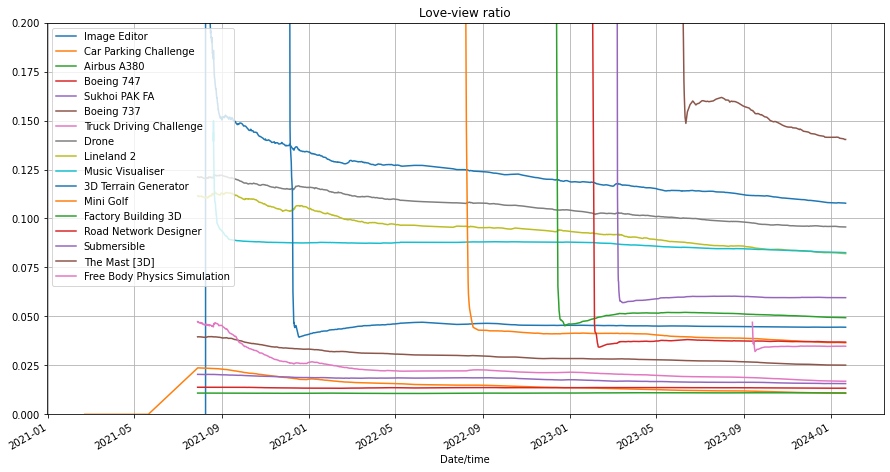 Love-view ratio
0.200
0.175
0.150
0.125
0.100
0.075
0.050
0.025
0.000
Image Editor
Car Parking Challenge
Airbus A380
Boeing 747
Sukhoi PAK FA
Boeing 737
Truck Driving Challenge
Drone
Lineland 2
Music Visualiser
3D Terrain Generator
Mini Golf
Factory Building 3D
Road Network Designer
Submersible
The Mast [3D]
Free Body Physics Simulation
2021-01
2021-05
2021-09
2022-01
2022-05
2022-09
2023-01
2023-05
2023-09
2024-01
Date/time